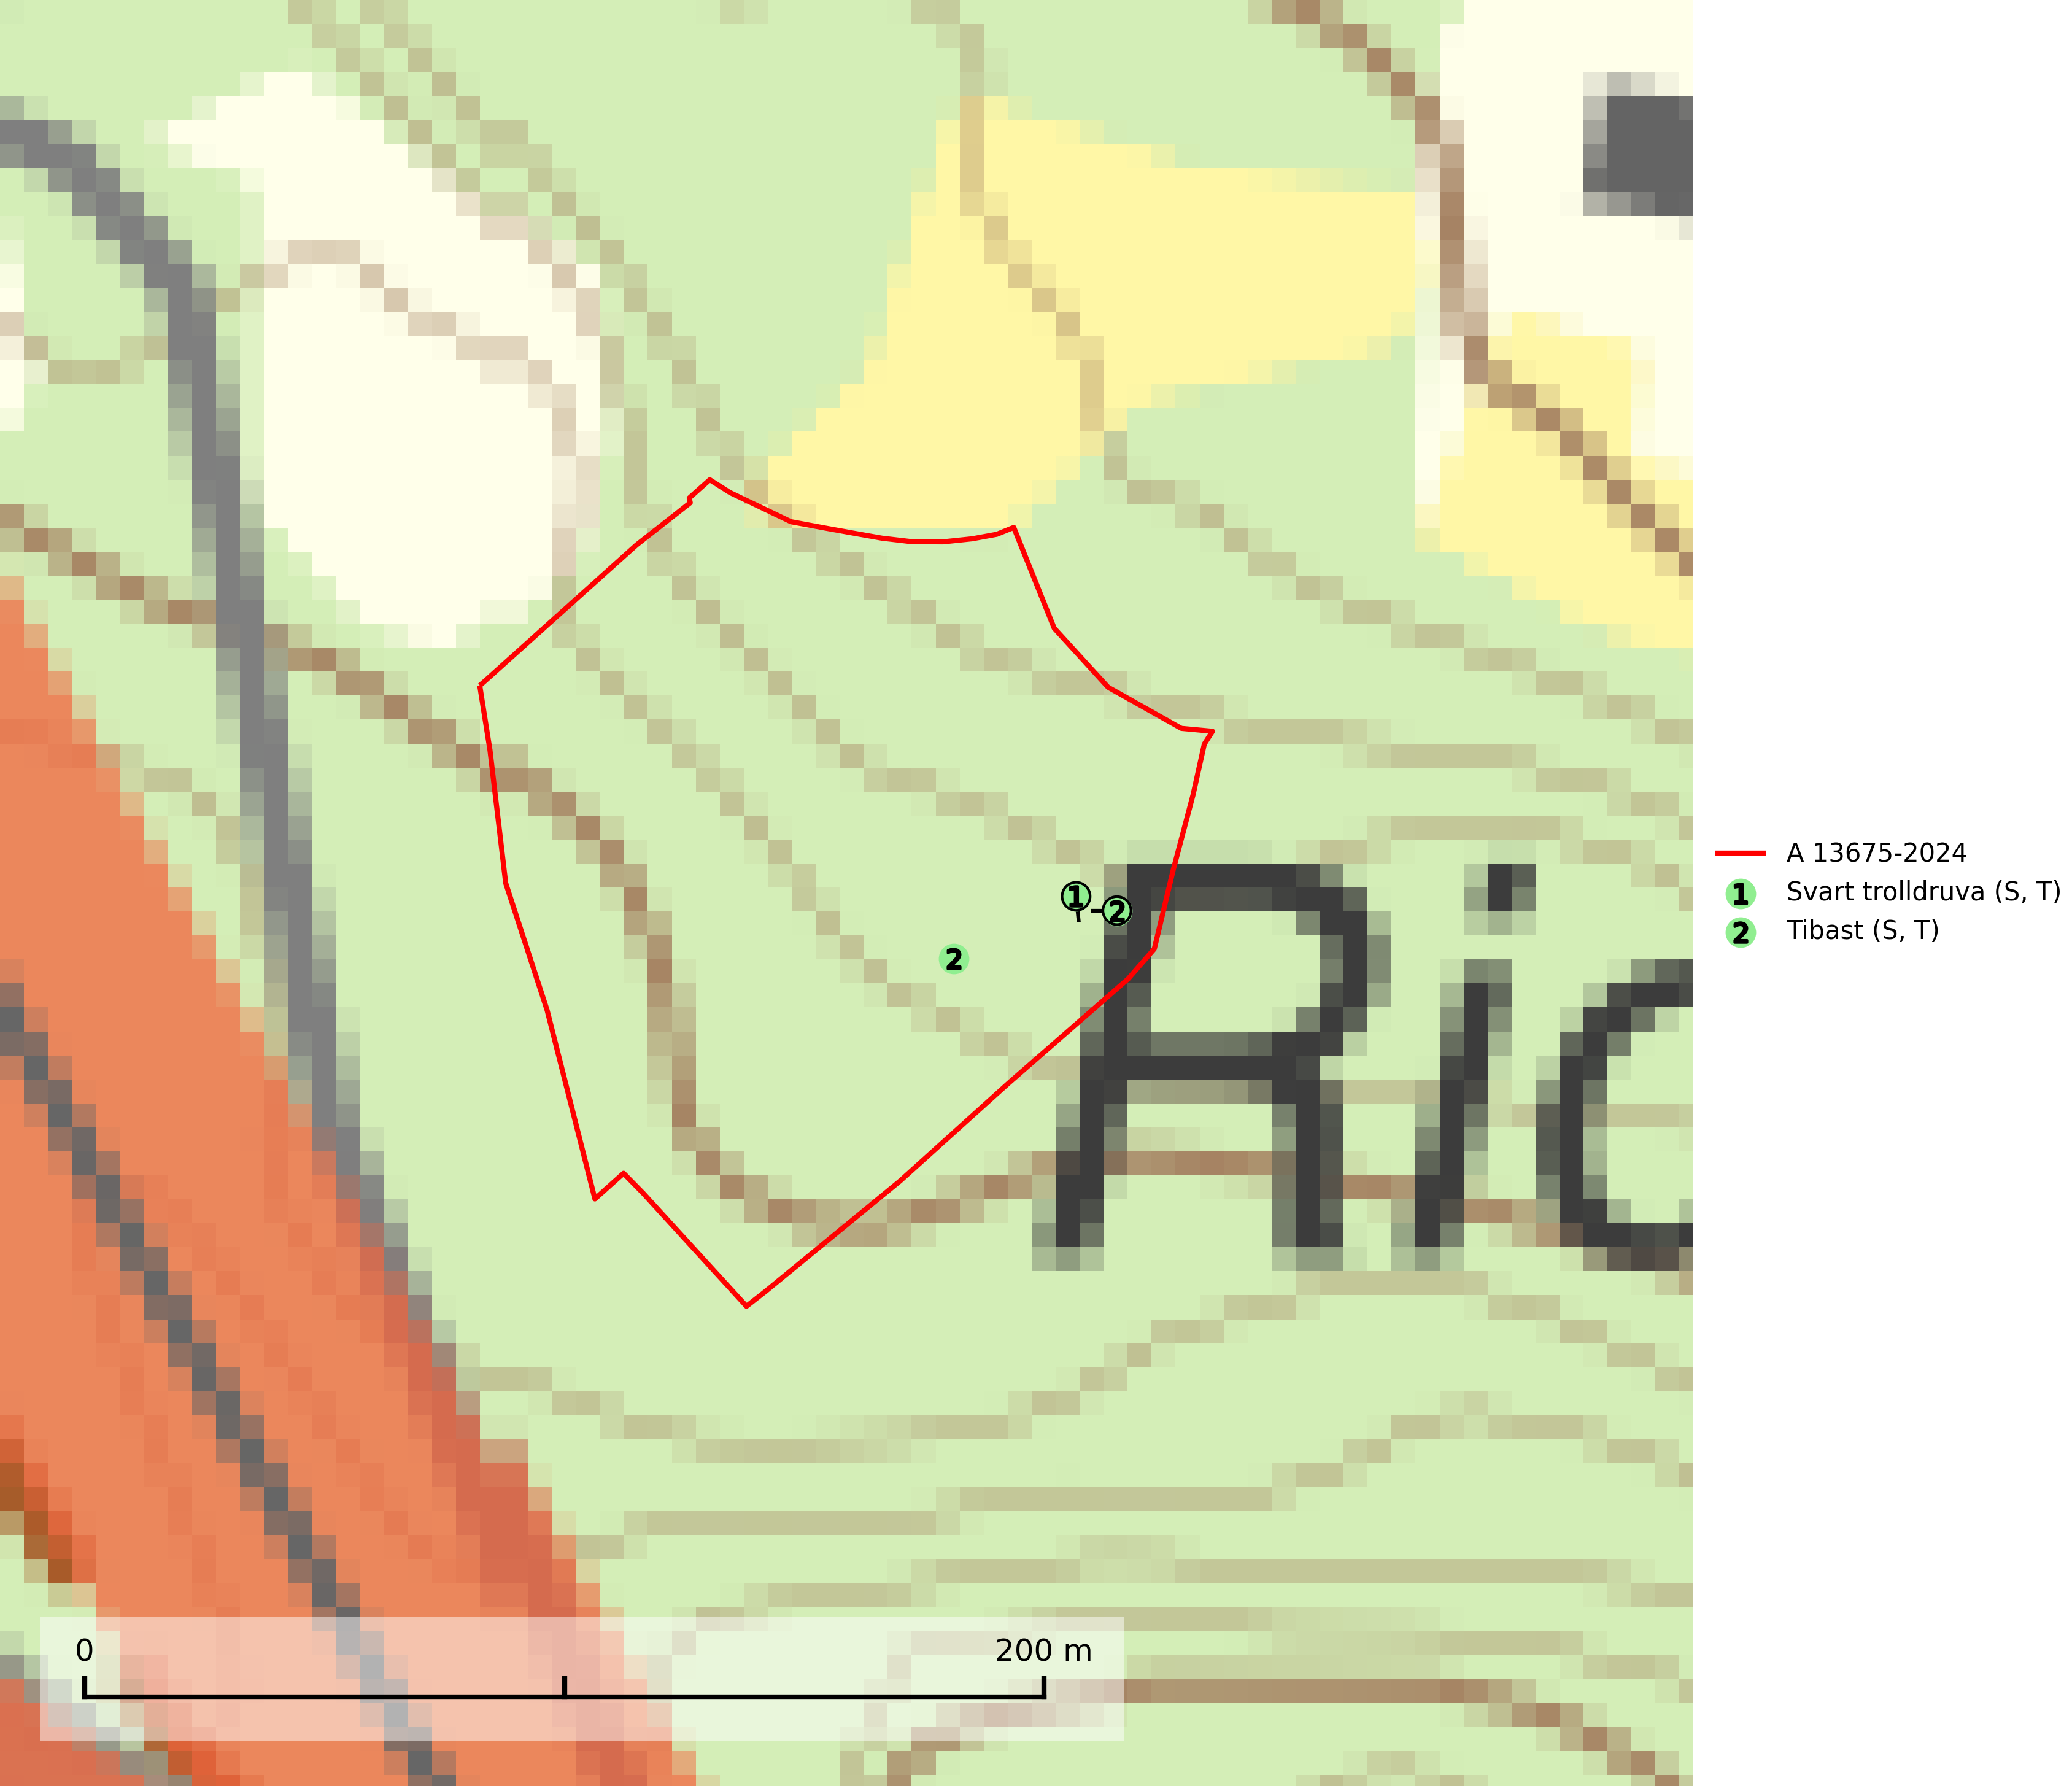 A 13675-2024
1 Svart trolldruva (S, T)
1 2
2 Tibast (S, T)
2
Ric
0 200 m